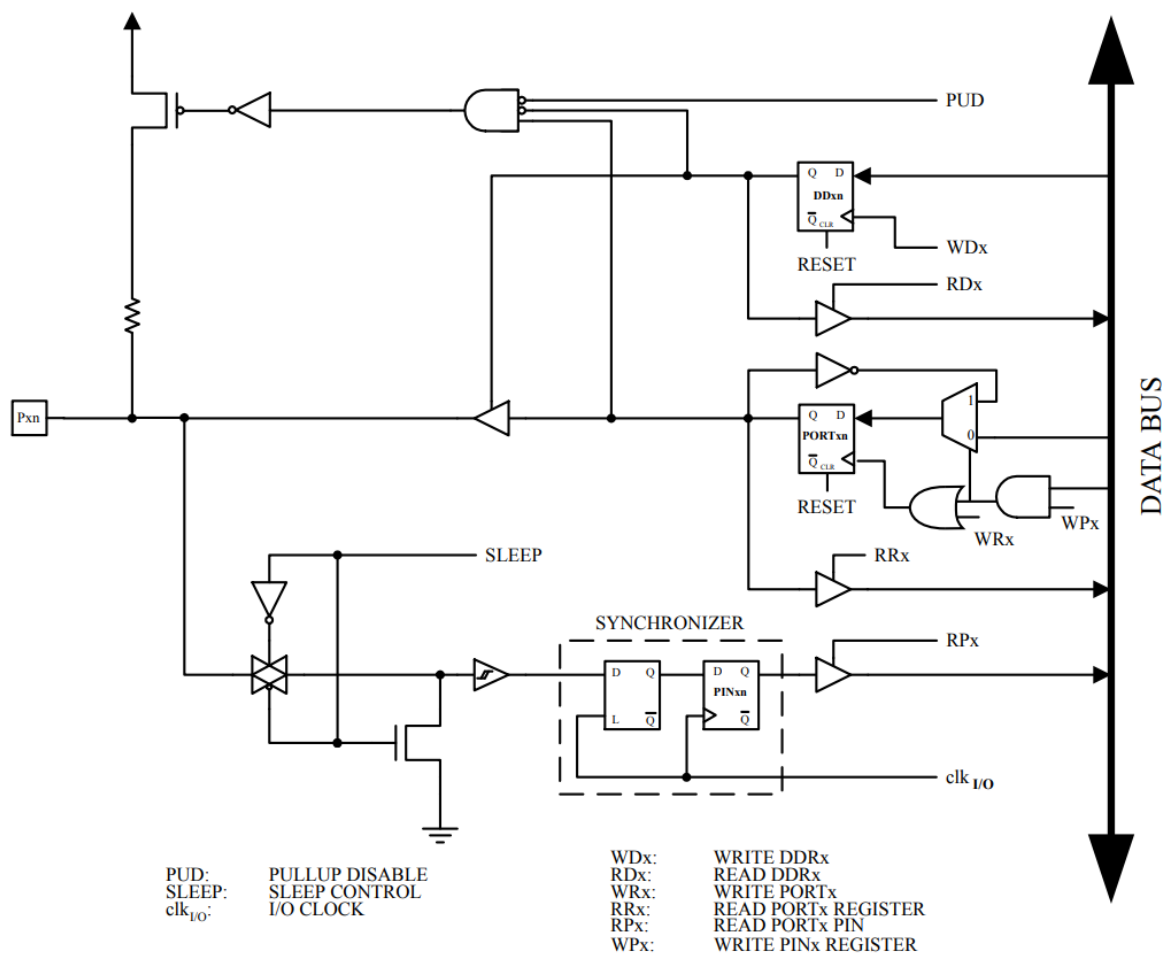 PUD
Q D
DDxn
Q CLR
WDx
RESET
RDx
DATA BUS
1
Pxn
Q D
PORTxn
0
Q CLR
RESET
WPx
WRx
SLEEP
RRx
SYNCHRONIZER
RPx
D Q
D Q
PINxn
L Q
Q
clk I/O
PUD: PULLUP DISABLE
SLEEP: SLEEP CONTROL
clk I/O: I/O CLOCK
WDx: WRITE DDRx
RDx: READ DDRx
WRx: WRITE PORTx
RRx: READ PORTx REGISTER
RPx: READ PORTx PIN
WPx: WRITE PINx REGISTER